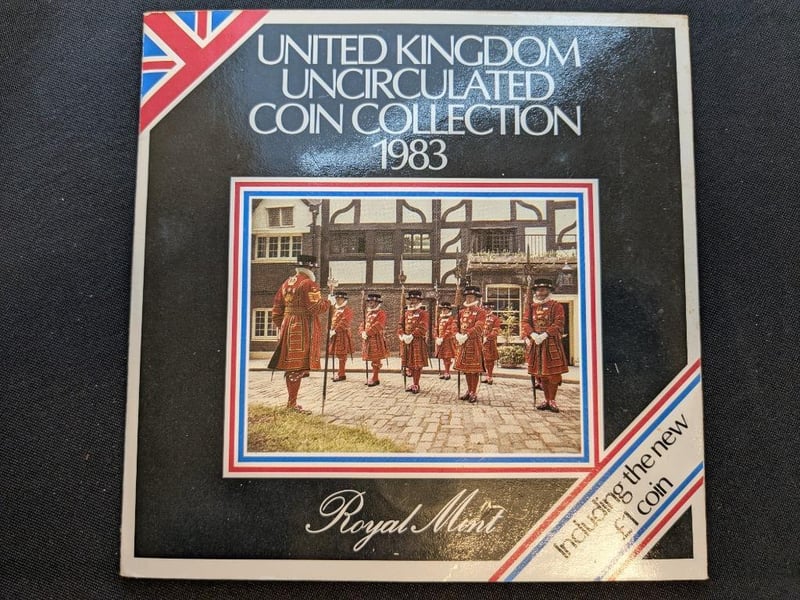 UNITED KINGDOM
UNCIRCULATED
COIN COLLECTION
1983
Royal Mint
Including the new
£1 coin